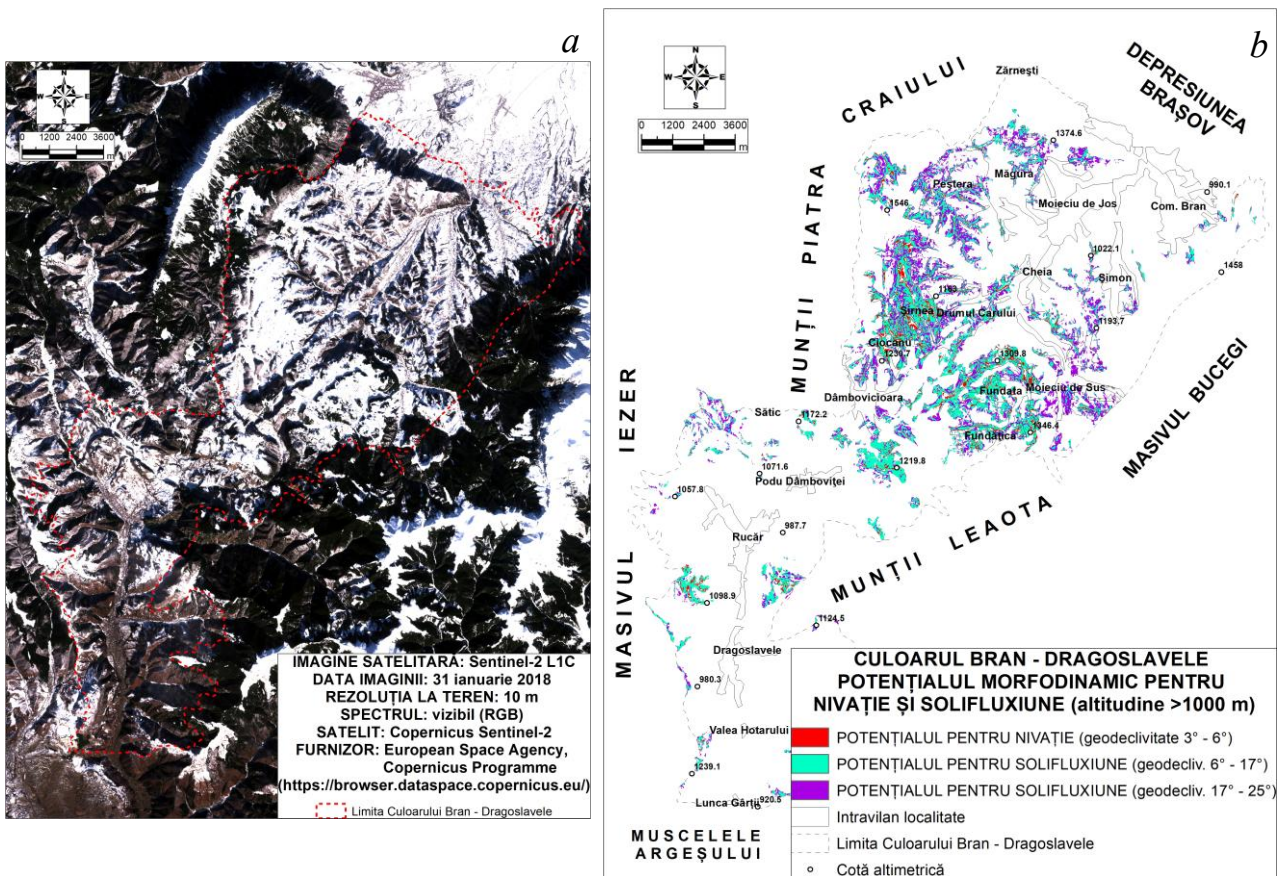 a
N
W E
S
1200 2400 3600
m
IMAGINE SATELITARA: Sentinel-2 L1C
DATA IMAGINII: 31 ianuarie 2018
REZOLUȚIA LA TEREN: 10 m
SPECTRUL: vizibil (RGB)
SATELIT: Copernicus Sentinel-2
FURNIZOR: European Space Agency,
Copernicus Programme
(https://browser.dataspace.copernicus.eu/)
Limita Culoarului Bran - Dragoslavele
b
N
W E
S
0 1200 2400 3600
m
MUNȚII PIATRA CRAIULUI
Zărnești
DEPRESIUNEA
BRAȘOV
1374.6
Măgura
Peștera
990.1
Moieciu de Jos
Com. Bran
1546
1022.1
1458
Cheia
Șimon
Șirnea
Drumul Carului
1193.7
Ciocanu
1239.7
1309.8
Fundata
Moieciu de Sus
Dâmbovicioara
MASIVUL BUCEGI
Sătic
1172.2
Fundățica
1346.4
1219.8
1071.6
Podu Dâmboviței
1057.8
MASIVUL IEZER
987.7
Rucăr
MUNȚII LEAOTA
1098.9
1124.5
Dragoslavele
980.3
Valea Hotarului
1239.1
Lunca Gârții
920.5
MUSCELELE
ARGEȘULUI
CULOARUL BRAN - DRAGOSLAVELE
POTENȚIALUL MORFODINAMIC PENTRU
NIVAȚIE ȘI SOLIFLUXIUNE (altitudine >1000 m)
POTENȚIALUL PENTRU NIVAȚIE (geodeclivitate 3° - 6°)
POTENȚIALUL PENTRU SOLIFLUXIUNE (geodecliv. 6° - 17°)
POTENȚIALUL PENTRU SOLIFLUXIUNE (geodecliv. 17° - 25°)
Intravilan localitate
Limita Culoarului Bran - Dragoslavele
Cotă altimetrică